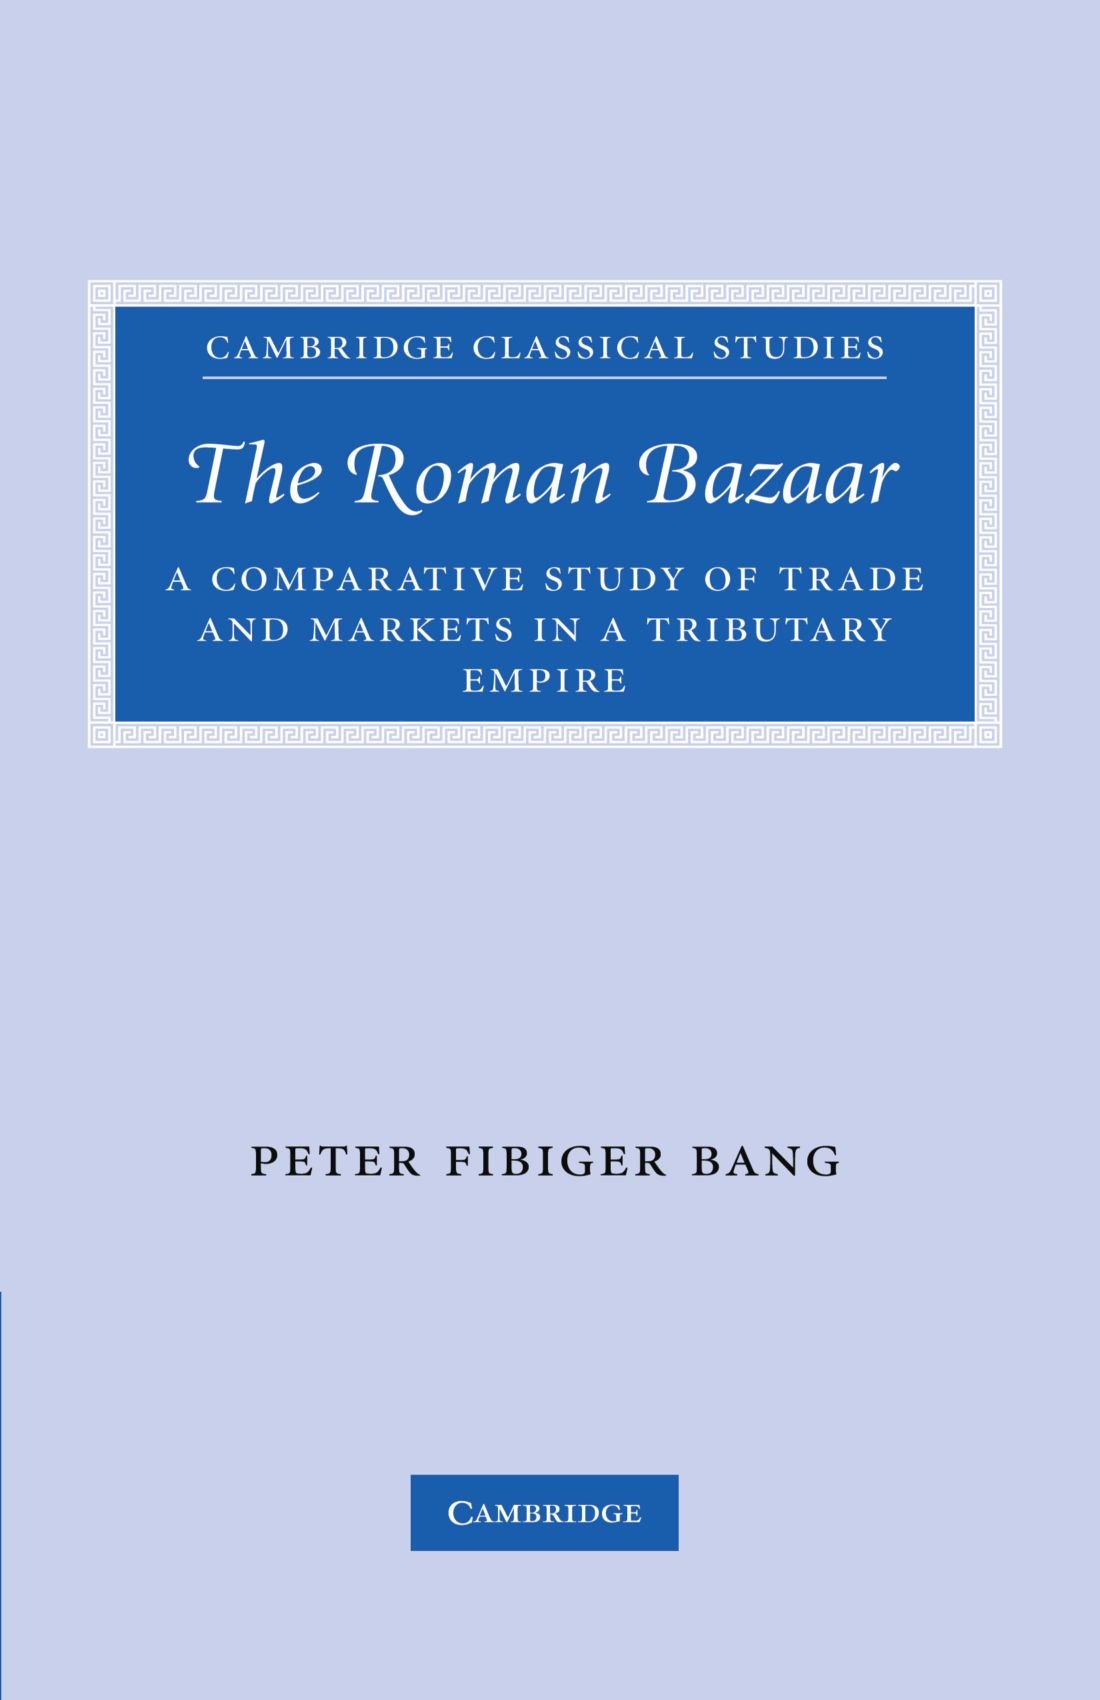 CAMBRIDGE CLASSICAL STUDIES
The Roman Bazaar
A COMPARATIVE STUDY OF TRADE
AND MARKETS IN A TRIBUTARY
EMPIRE
PETER FIBIGER BANG
CAMBRIDGE